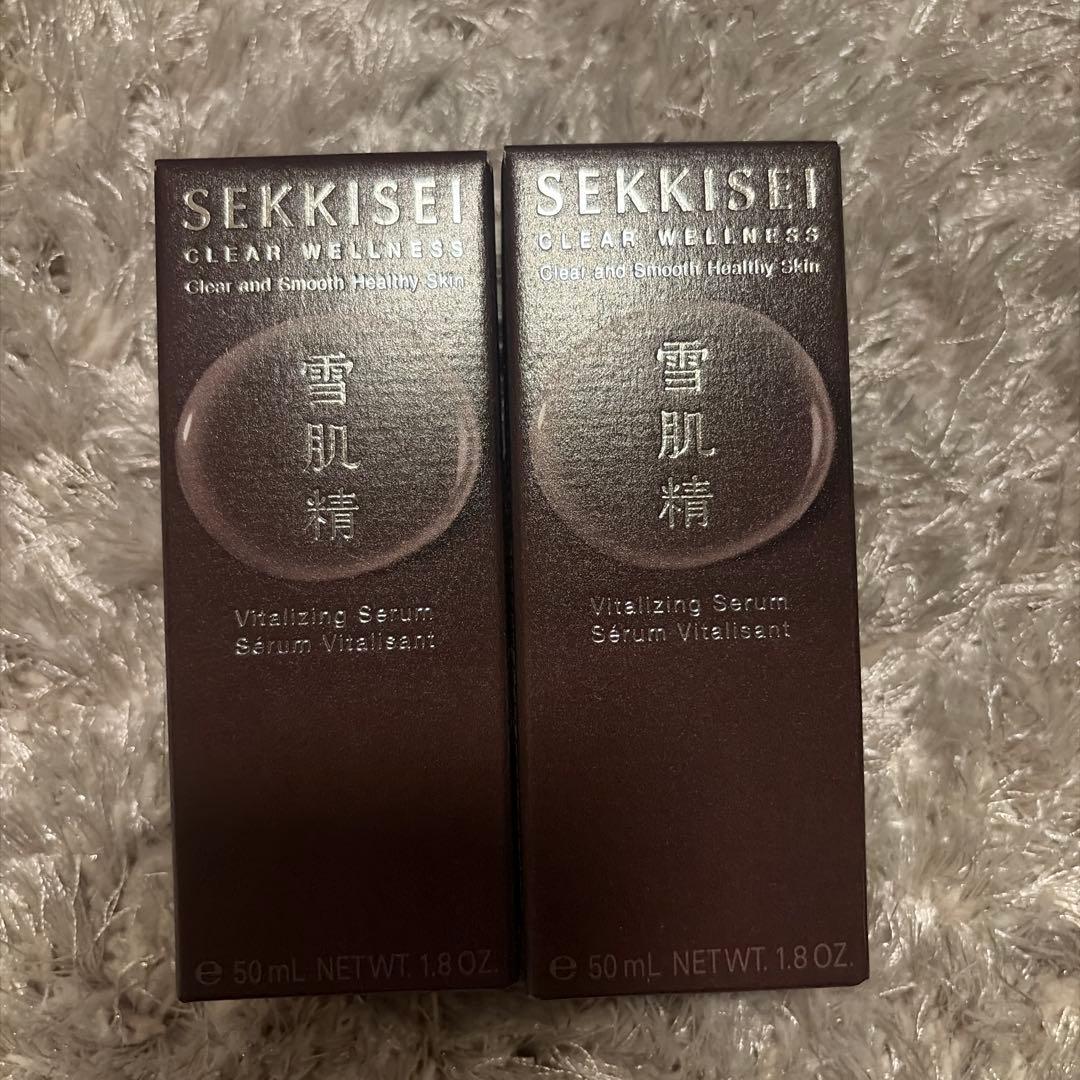 SEKKISEI
CLEAR WELLNESS
Clear and Smooth Healthy Skin
雪
肌
精
Vitalizing Serum
Sérum Vitalisant
e 50 mL NET WT. 1.8 OZ.
SEKKISEI
CLEAR WELLNESS
Clear and Smooth Healthy Skin
雪
肌
精
Vitalizing Serum
Sérum Vitalisant
e 50 mL NET WT. 1.8 OZ.